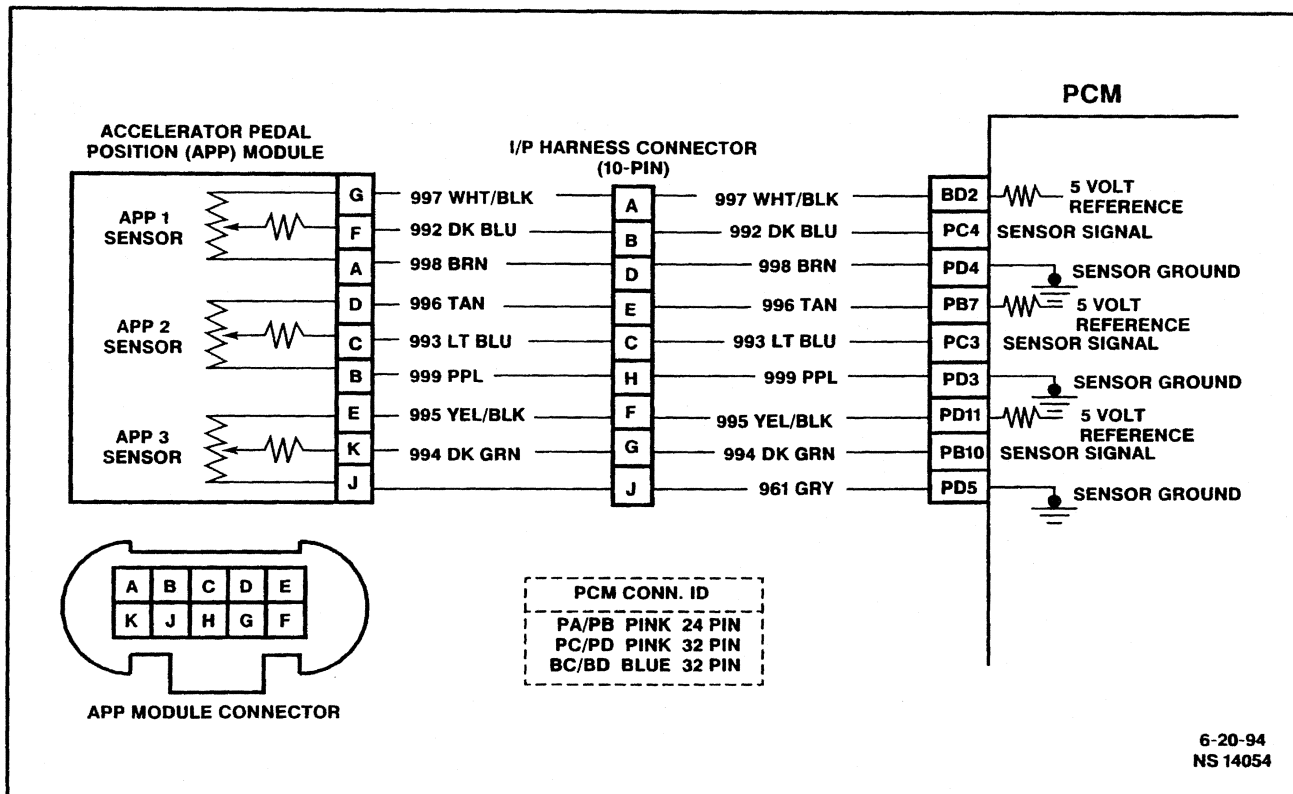 PCM
ACCELERATOR PEDAL
POSITION (APP) MODULE
I/P HARNESS CONNECTOR
(10-PIN)
APP 1
SENSOR
G 997 WHT/BLK A 997 WHT/BLK BD2 5 VOLT
REFERENCE
F 992 DK BLU B 992 DK BLU PC4 SENSOR SIGNAL
A 998 BRN D 998 BRN PD4 SENSOR GROUND
APP 2
SENSOR
D 996 TAN E 996 TAN PB7 5 VOLT
REFERENCE
C 993 LT BLU C 993 LT BLU PC3 SENSOR SIGNAL
B 999 PPL H 999 PPL PD3 SENSOR GROUND
APP 3
SENSOR
E 995 YEL/BLK F 995 YEL/BLK PD11 5 VOLT
REFERENCE
K 994 DK GRN G 994 DK GRN PB10 SENSOR SIGNAL
J J 961 GRY PD5 SENSOR GROUND
A B C D E
K J H G F
APP MODULE CONNECTOR
PCM CONN. ID
PA/PB PINK 24 PIN
PC/PD PINK 32 PIN
BC/BD BLUE 32 PIN
6-20-94
NS 14054